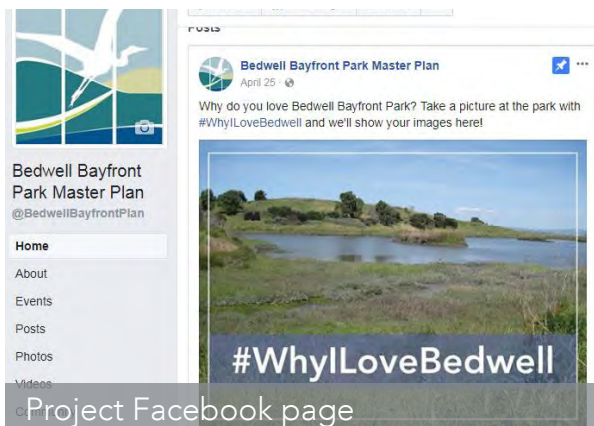 Posts
Bedwell Bayfront Park Master Plan
April 25
Why do you love Bedwell Bayfront Park? Take a picture at the park with
#WhyILoveBedwell and we'll show your images here!
#WhyILoveBedwell
Bedwell Bayfront
Park Master Plan
@BedwellBayfrontPlan
Home
About
Events
Posts
Photos
Videos
Project Facebook page